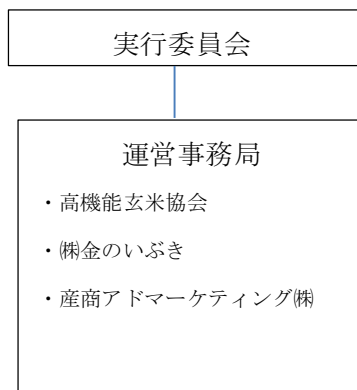 実行委員会
運営事務局
・高機能玄米協会
・㈱金のいぶき
・産商アドマーケティング㈱